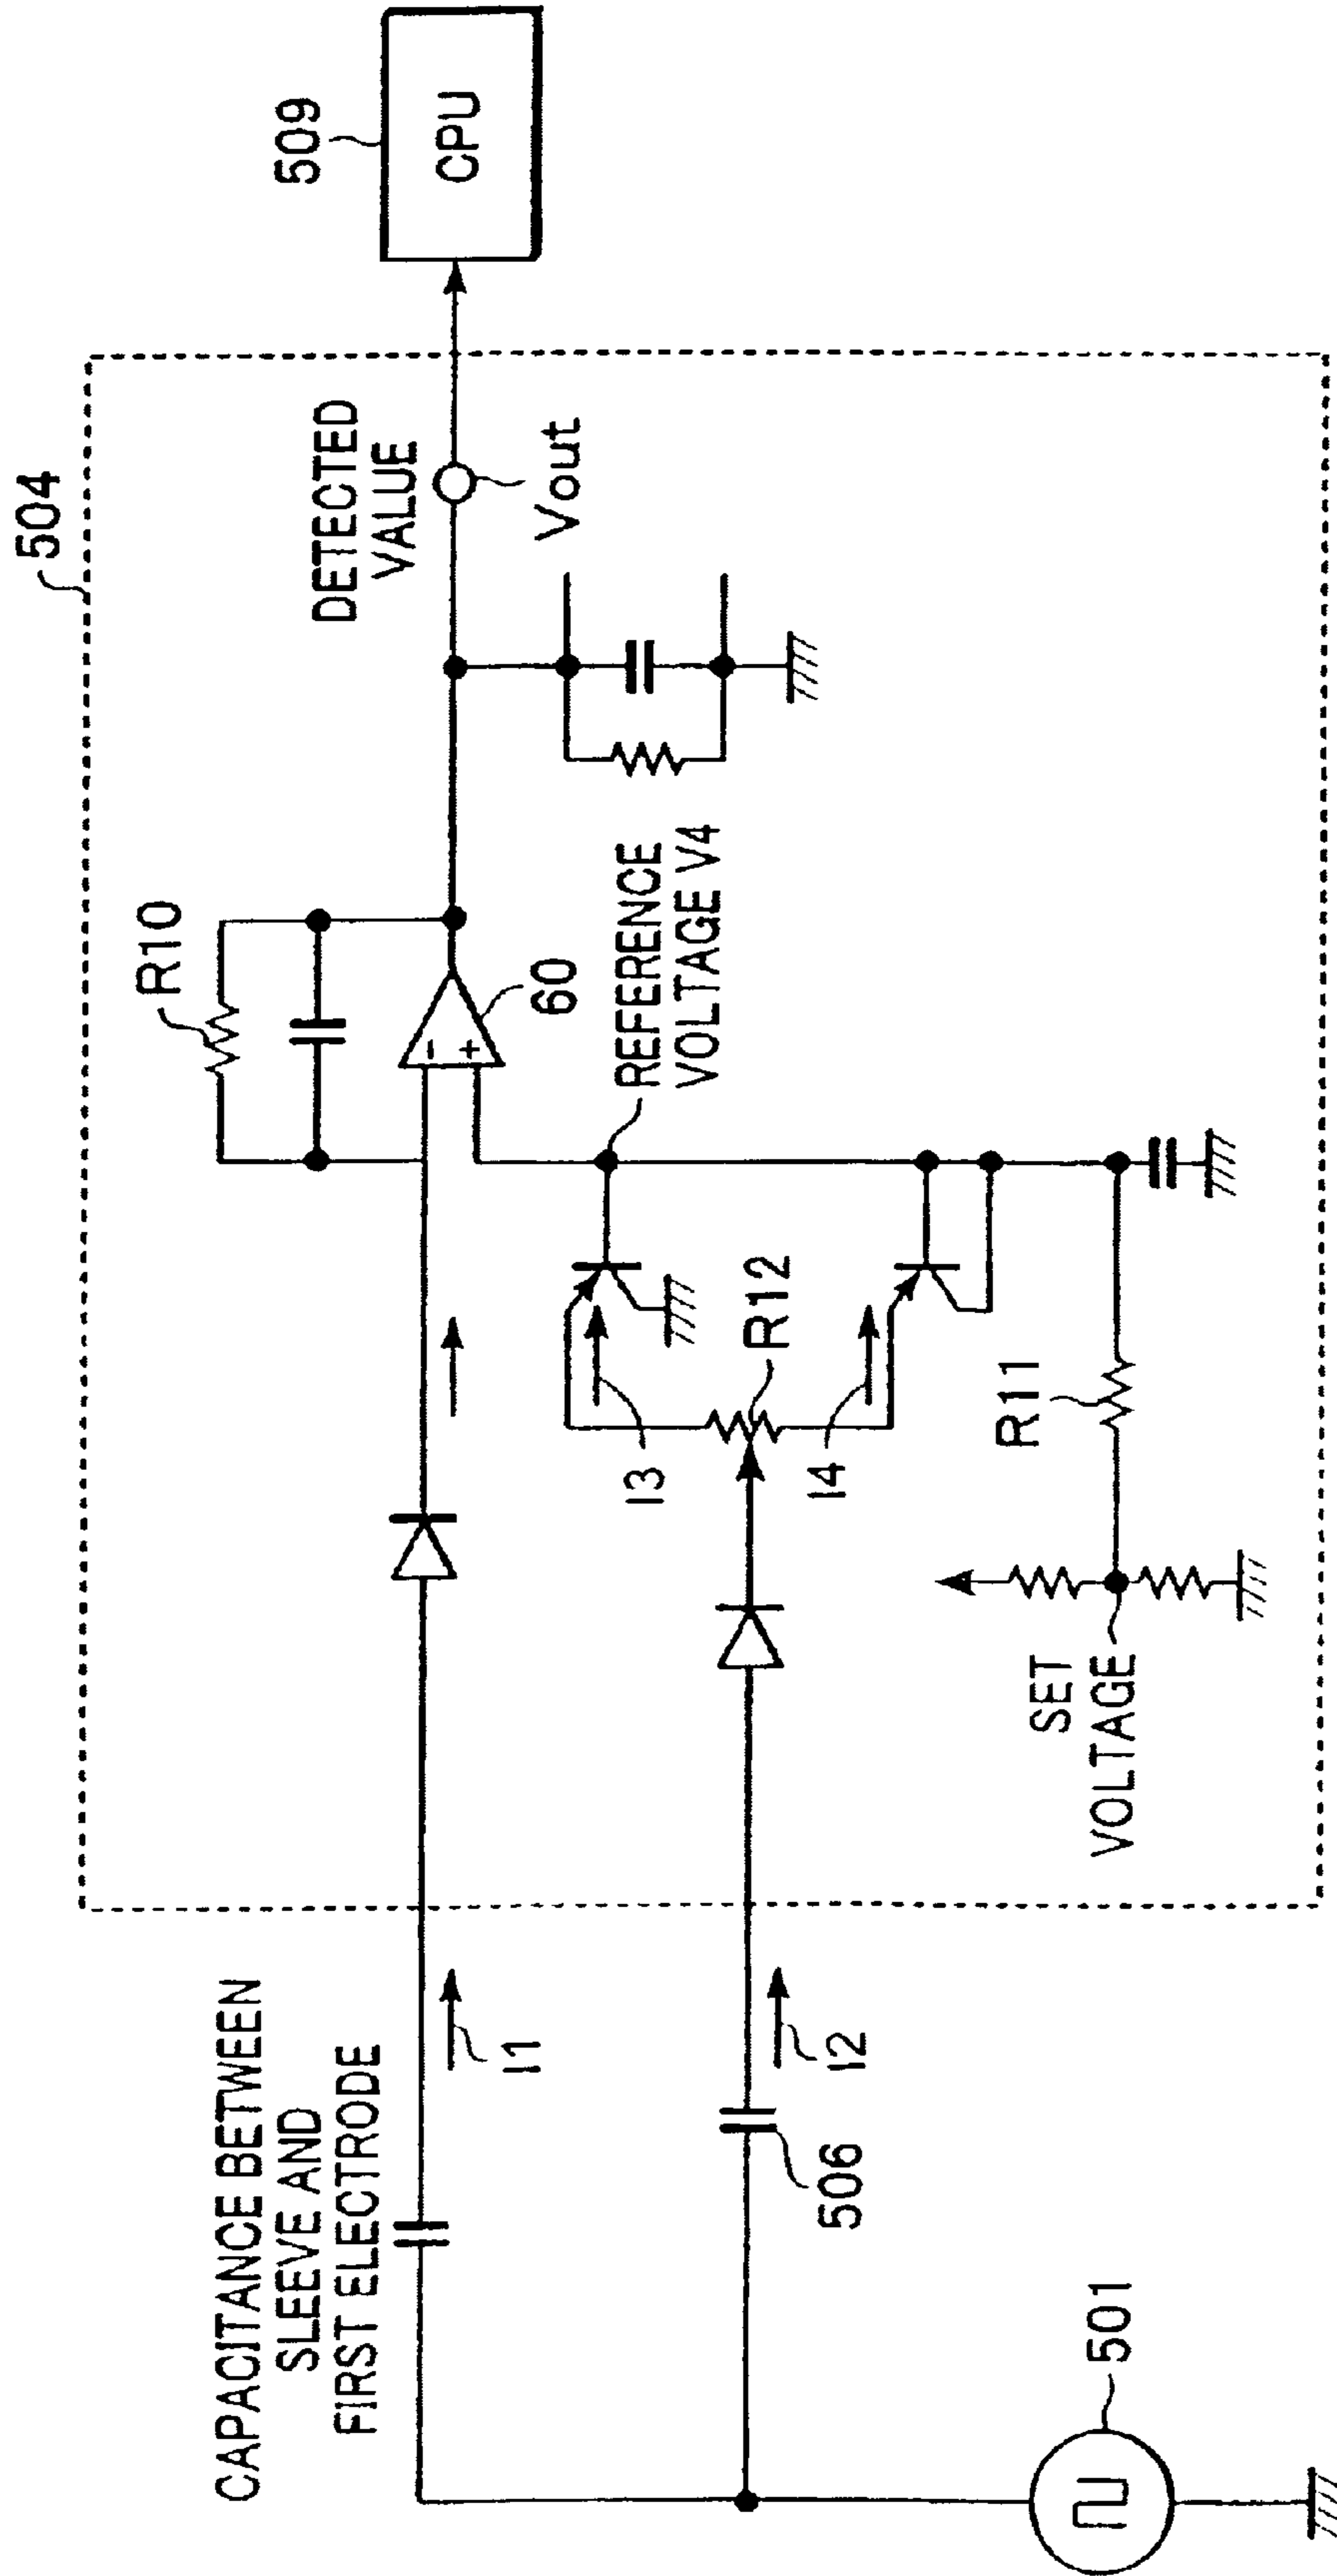 504
509
CPU
DETECTED
VALUE
Vout
R10
-
+
60
REFERENCE
VOLTAGE V4
I3
R12
I4
R11
SET
VOLTAGE
CAPACITANCE BETWEEN
SLEEVE AND
FIRST ELECTRODE
I1
I2
506
501